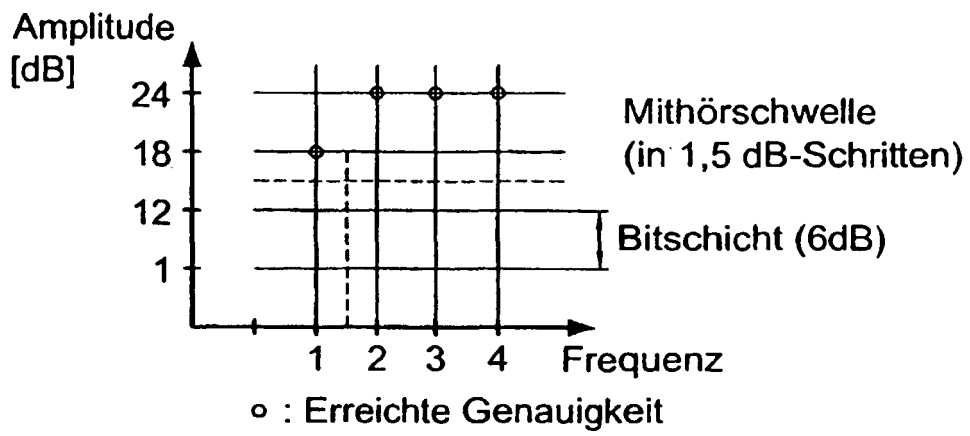 Amplitude
[dB]
24
18
12
1
Mithörschwelle
(in 1,5 dB-Schritten)
Bitschicht (6dB)
1 2 3 4 Frequenz
o : Erreichte Genauigkeit